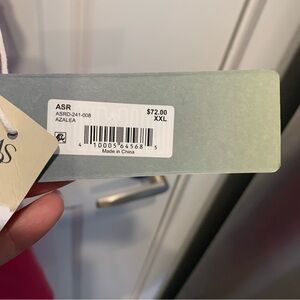 ASR
ASRD-241-008
AZALEA
$72.00
XXL
4 10005 64568 5
Made in China